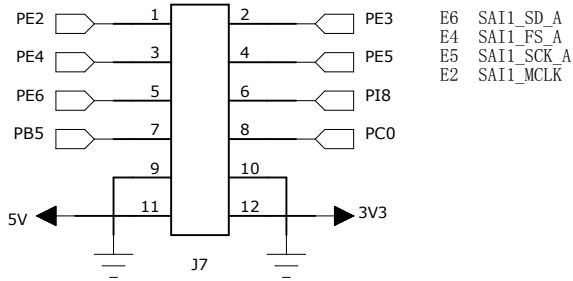 PE2 1 2 PE3
PE4 3 4 PE5
PE6 5 6 PI8
PB5 7 8 PC0
9 10
5V 11 12 3V3
J7
E6 SAI1_SD_A
E4 SAI1_FS_A
E5 SAI1_SCK_A
E2 SAI1_MCLK